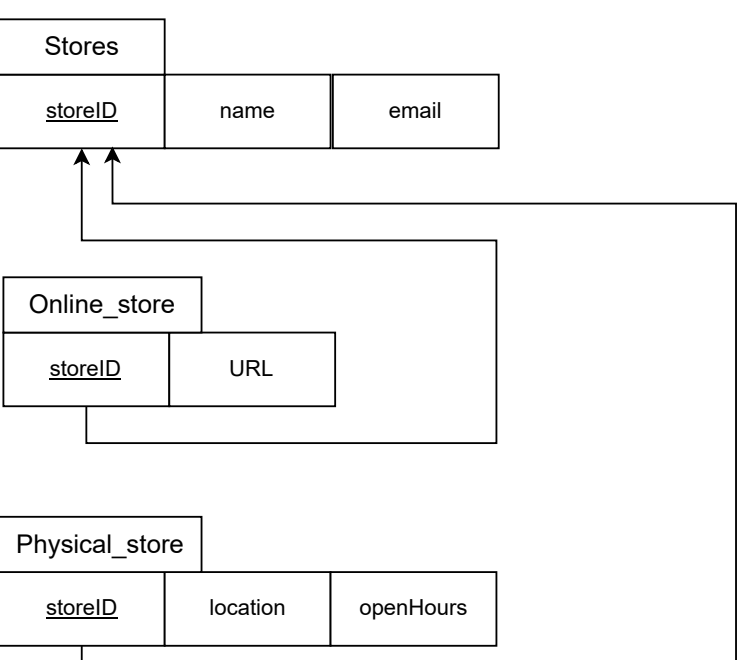 Stores
storeID name email
Online_store
storeID URL
Physical_store
storeID location openHours